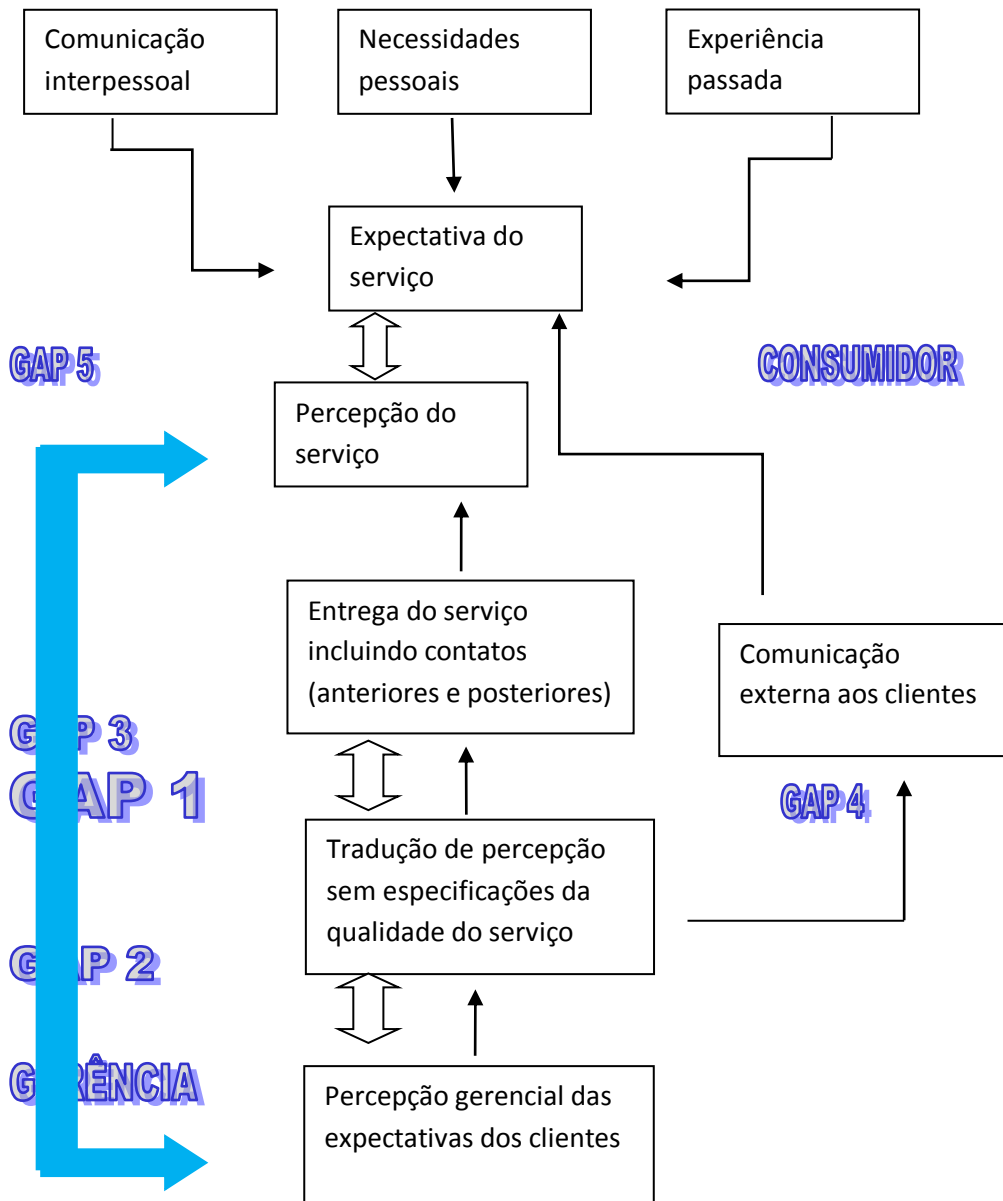 Comunicação
interpessoal
Necessidades
pessoais
Experiência
passada
Expectativa do
serviço
GAP 5
CONSUMIDOR
Percepção do
serviço
Entrega do serviço
incluindo contatos
(anteriores e posteriores)
Comunicação
externa aos clientes
GAP 3
GAP 1
GAP 4
Tradução de percepção
sem especificações da
qualidade do serviço
GAP 2
GERÊNCIA
Percepção gerencial das
expectativas dos clientes